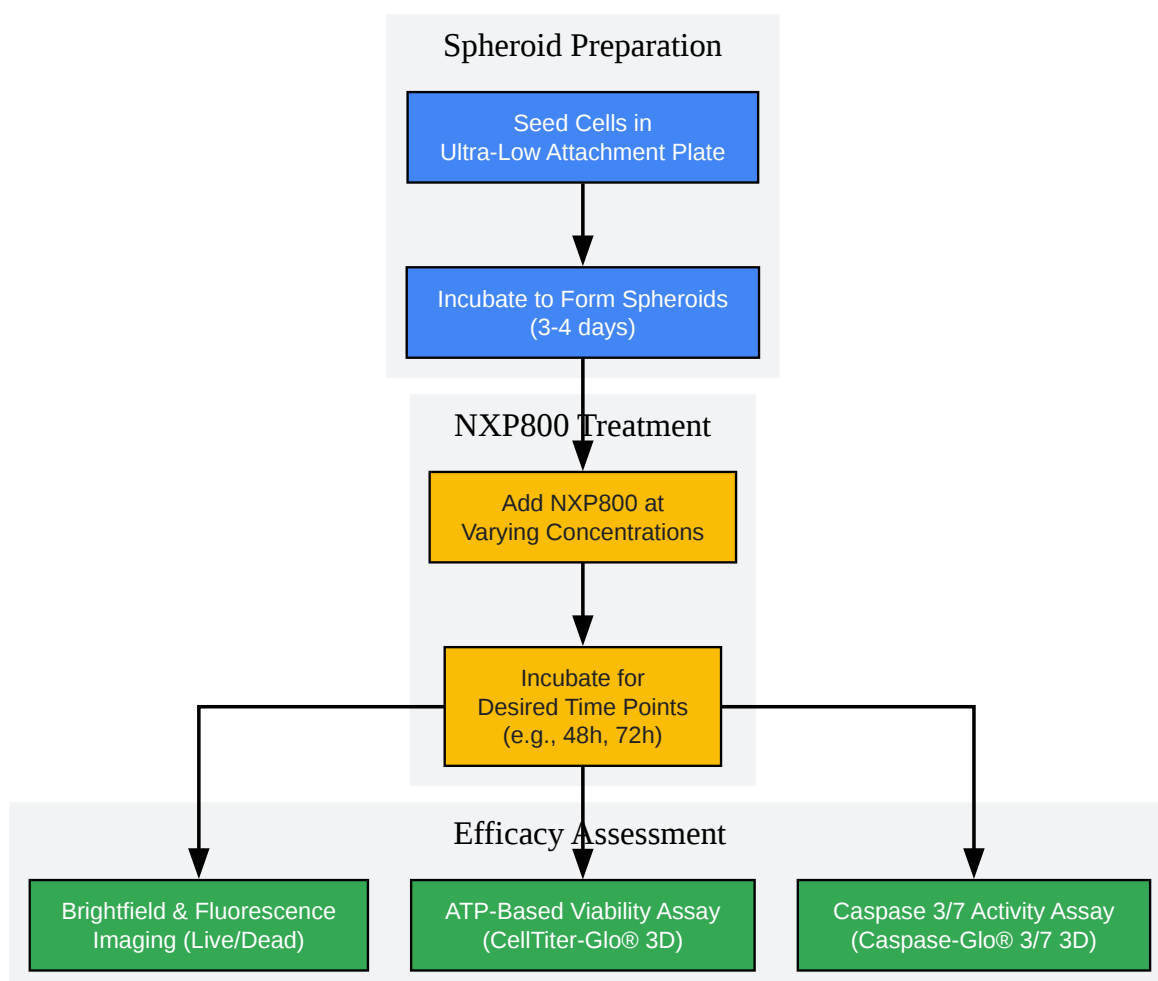 Spheroid Preparation
Seed Cells in
Ultra-Low Attachment Plate
Incubate to Form Spheroids
(3-4 days)
NXP800 Treatment
Add NXP800 at
Varying Concentrations
Incubate for
Desired Time Points
(e.g., 48h, 72h)
Efficacy Assessment
Brightfield & Fluorescence
Imaging (Live/Dead)
ATP-Based Viability Assay
(CellTiter-Glo® 3D)
Caspase 3/7 Activity Assay
(Caspase-Glo® 3/7 3D)